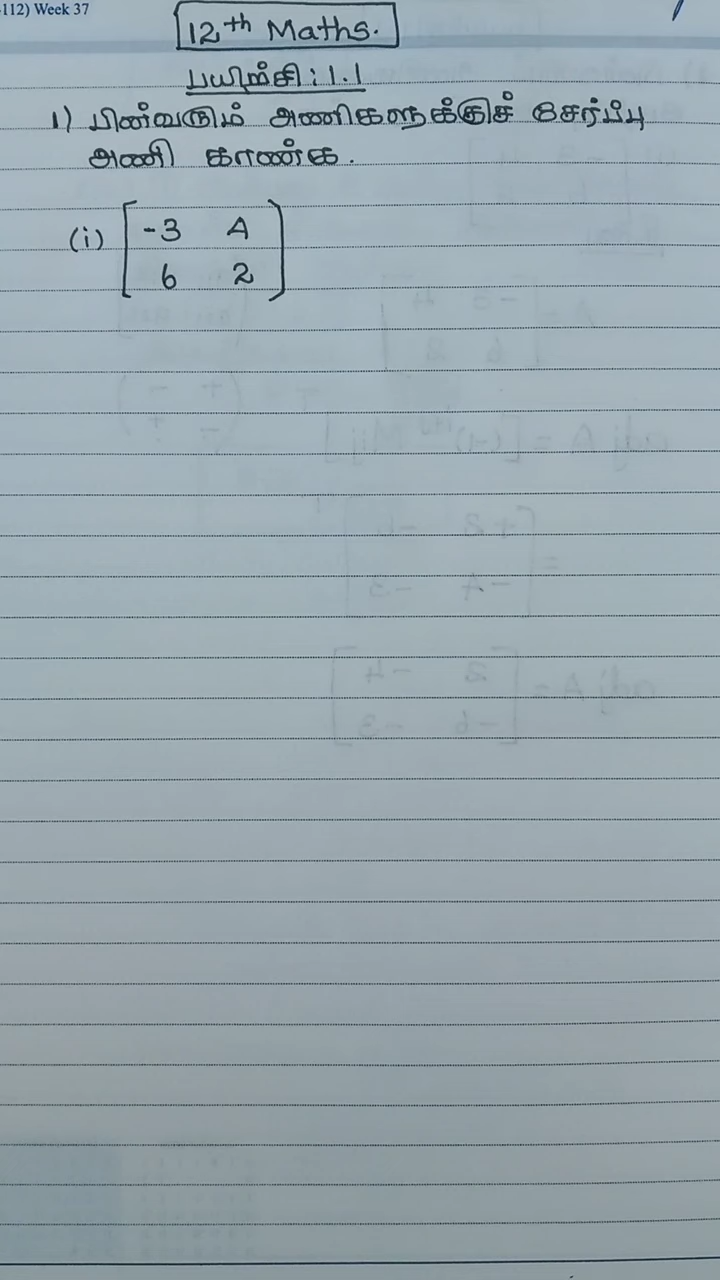 112) Week 37
12th Maths.
பயிற்சி : 1.1
1) பின்வரும் அணிகளுக்குச் சேர்ப்பு
அணி காண்க.
(i) [ -3 4
6 2 ]